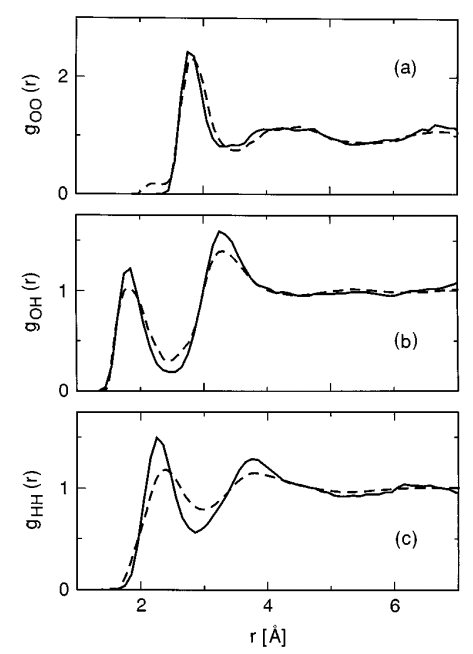 2
0
g_OO (r)
(a)
1
0
g_OH (r)
(b)
1
0
g_HH (r)
(c)
2 4 6
r [Å]